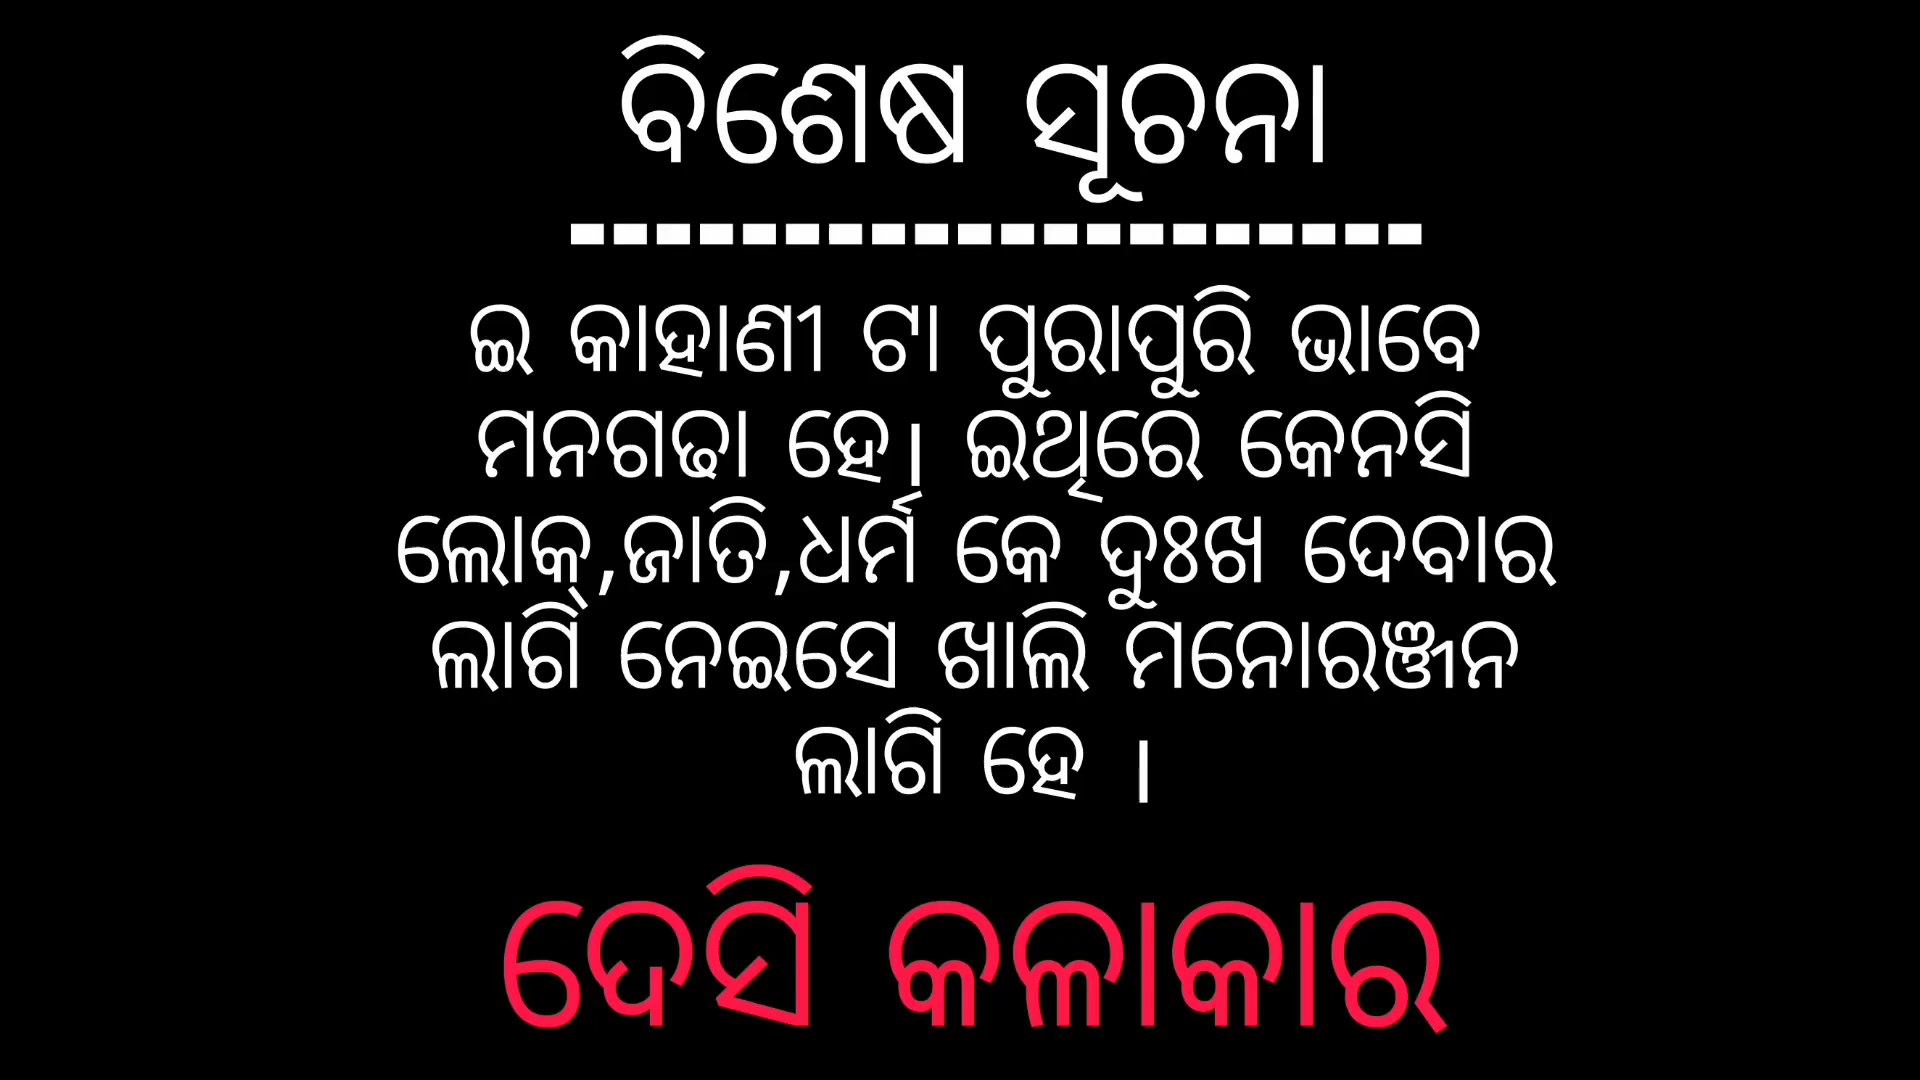 ବିଶେଷ ସୂଚନା
--------------------
ଇ କାହାଣୀ ଟା ପୁରାପୁରି ଭାବେ
ମନଗଢା ହେ। ଇଥିରେ କେନସି
ଲୋକ୍,ଜାତି,ଧର୍ମ କେ ଦୁଃଖ ଦେବାର
ଲାଗି ନେଇସେ ଖାଲି ମନୋରଞ୍ଜନ
ଲାଗି ହେ ।
ଦେସି କଳାକାର